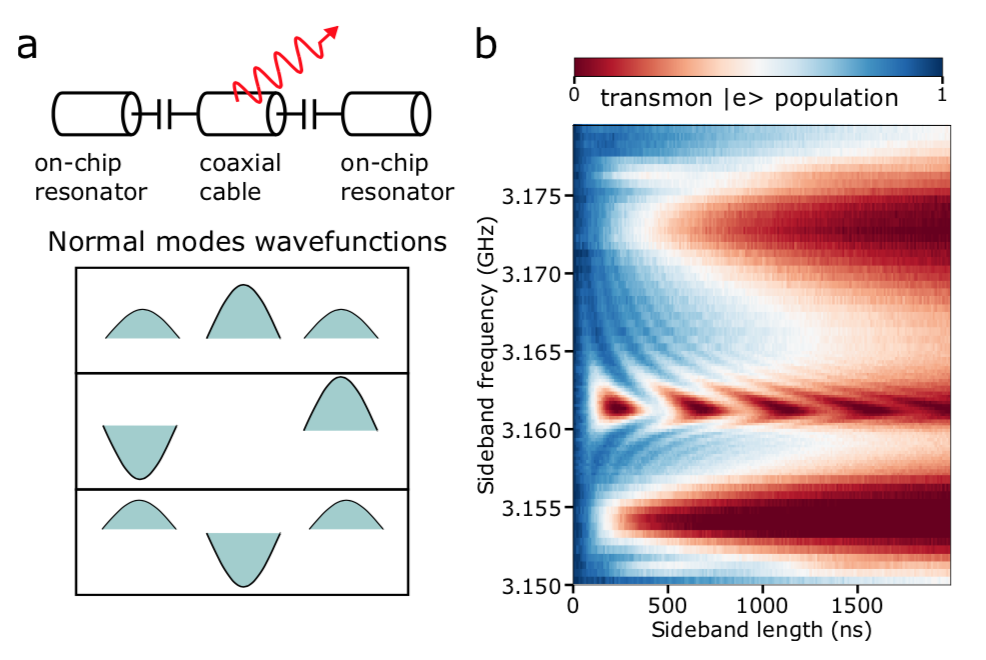 a
on-chip
resonator
coaxial
cable
on-chip
resonator
Normal modes wavefunctions
b
0
transmon |e> population
1
Sideband frequency (GHz)
3.175
3.170
3.165
3.160
3.155
3.150
0
500
1000
1500
Sideband length (ns)